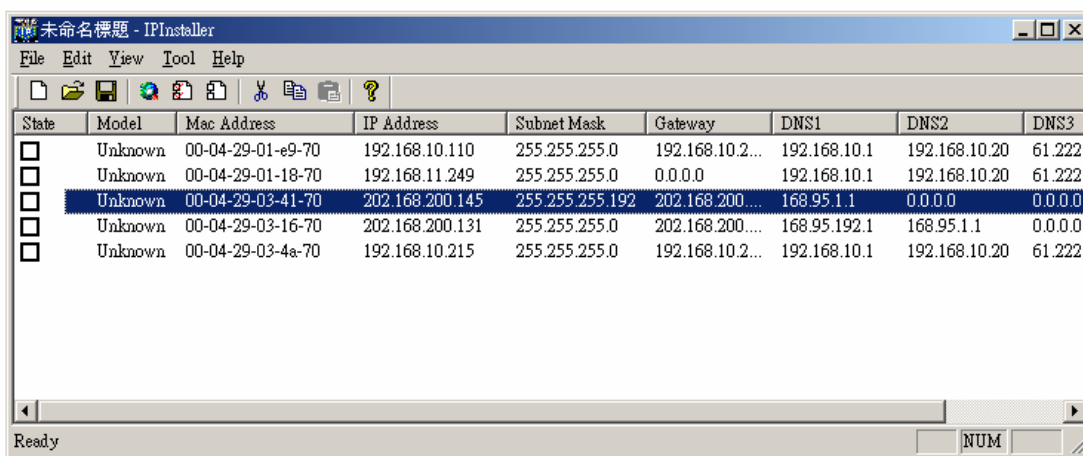 未命名標題 - IPInstaller
File Edit View Tool Help
State Model Mac Address IP Address Subnet Mask Gateway DNS1 DNS2 DNS3
Unknown 00-04-29-01-e9-70 192.168.10.110 255.255.255.0 192.168.10.2... 192.168.10.1 192.168.10.20 61.222
Unknown 00-04-29-01-18-70 192.168.11.249 255.255.255.0 0.0.0.0 192.168.10.1 192.168.10.20 61.222
Unknown 00-04-29-03-41-70 202.168.200.145 255.255.255.192 202.168.200.... 168.95.1.1 0.0.0.0 0.0.0.0
Unknown 00-04-29-03-16-70 202.168.200.131 255.255.255.0 202.168.200.... 168.95.192.1 168.95.1.1 0.0.0.0
Unknown 00-04-29-03-4a-70 192.168.10.215 255.255.255.0 192.168.10.2... 192.168.10.1 192.168.10.20 61.222
Ready NUM